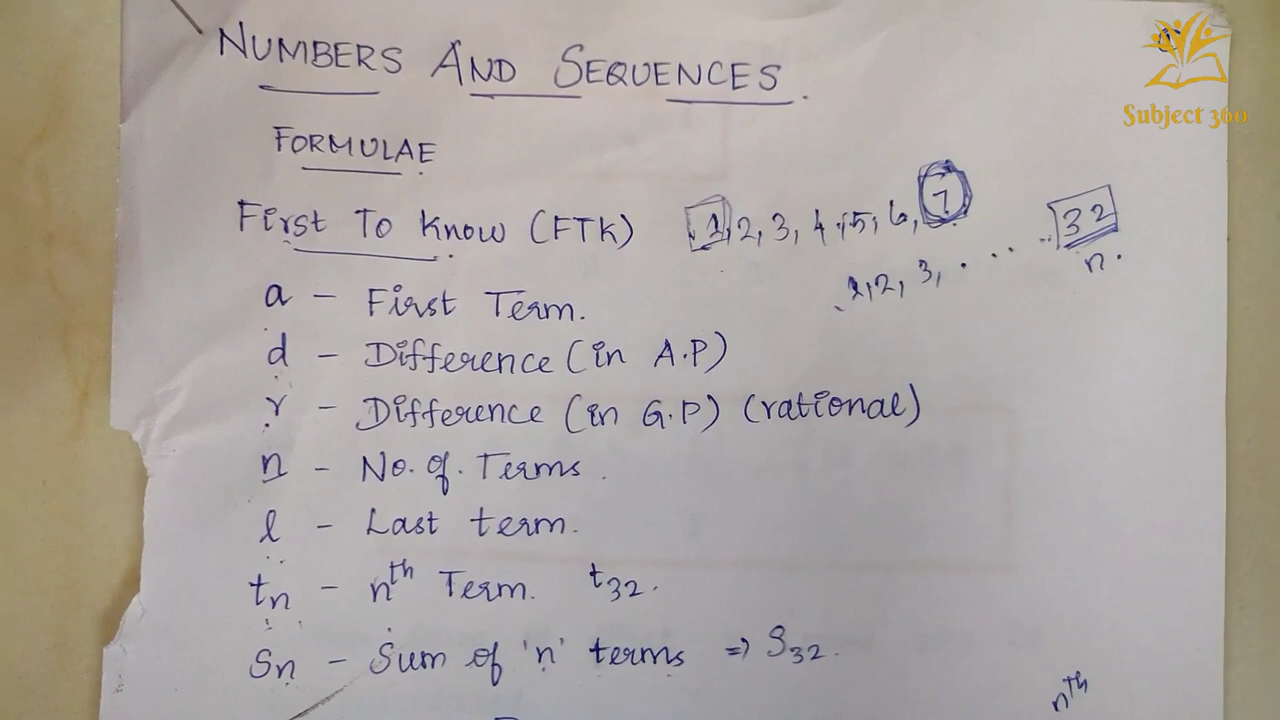 NUMBERS AND SEQUENCES.
Subject 360
FORMULAE
First To Know (FTK) 1, 2, 3, 4, 5, 6, 7
1, 2, 3, . . . . . 32
n.
a – First Term.
d – Difference (in A.P)
r – Difference (in G.P) (rational)
n – No. of. Terms.
l – Last term.
tn – nth Term. t32.
Sn – Sum of 'n' terms ⇒ S32.
nth